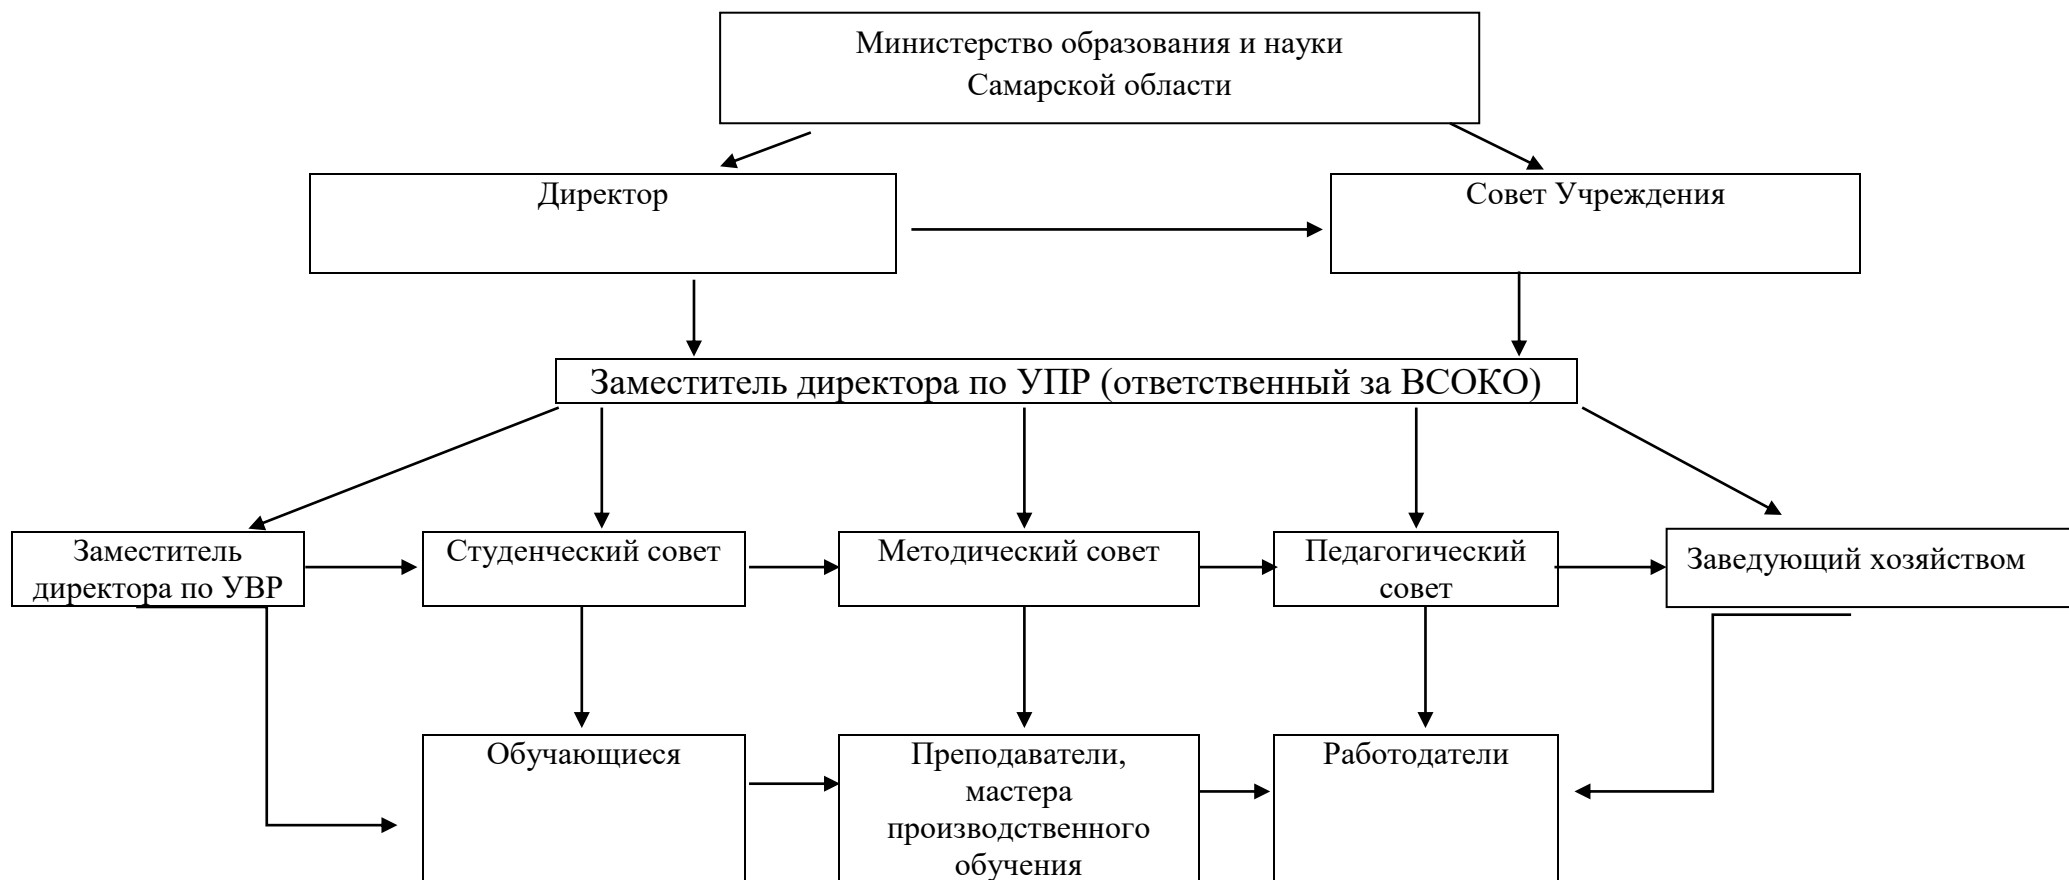 Министерство образования и науки
Самарской области
Директор
Совет Учреждения
Заместитель директора по УПР (ответственный за ВСОКО)
Заместитель
директора по УВР
Студенческий совет
Методический совет
Педагогический
совет
Заведующий хозяйством
Обучающиеся
Преподаватели,
мастера
производственного
обучения
Работодатели